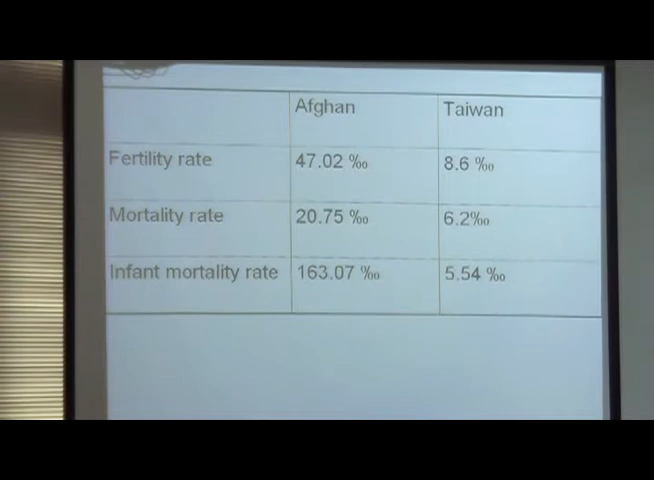 Afghan Taiwan
Fertility rate 47.02 ‰ 8.6 ‰
Mortality rate 20.75 ‰ 6.2‰
Infant mortality rate 163.07 ‰ 5.54 ‰